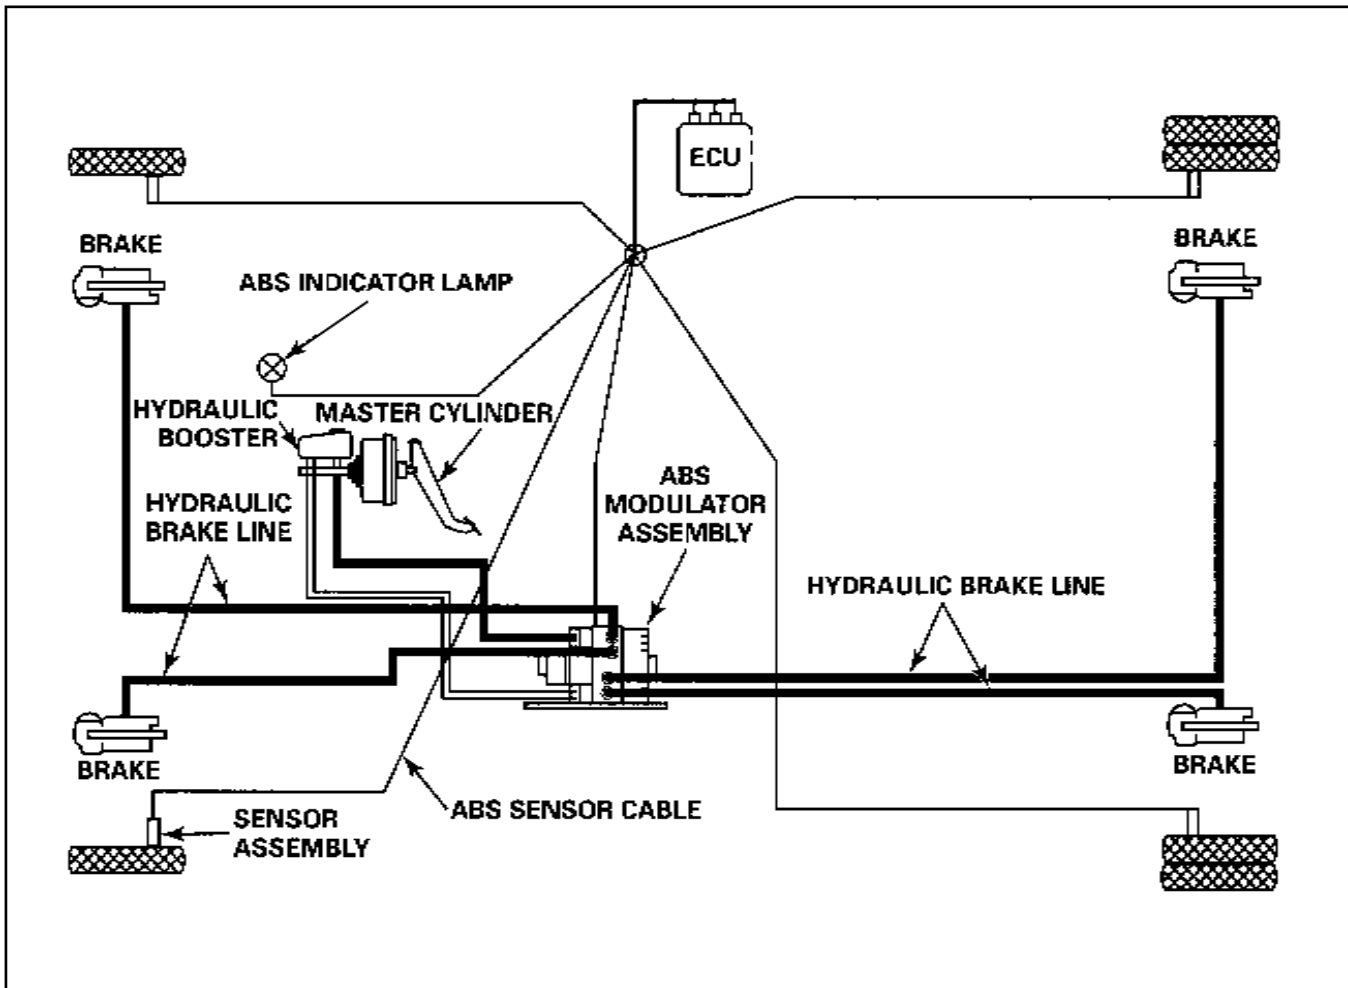 ECU
BRAKE
BRAKE
ABS INDICATOR LAMP
HYDRAULIC
BOOSTER
MASTER CYLINDER
HYDRAULIC
BRAKE LINE
ABS
MODULATOR
ASSEMBLY
HYDRAULIC BRAKE LINE
BRAKE
BRAKE
ABS SENSOR CABLE
SENSOR
ASSEMBLY